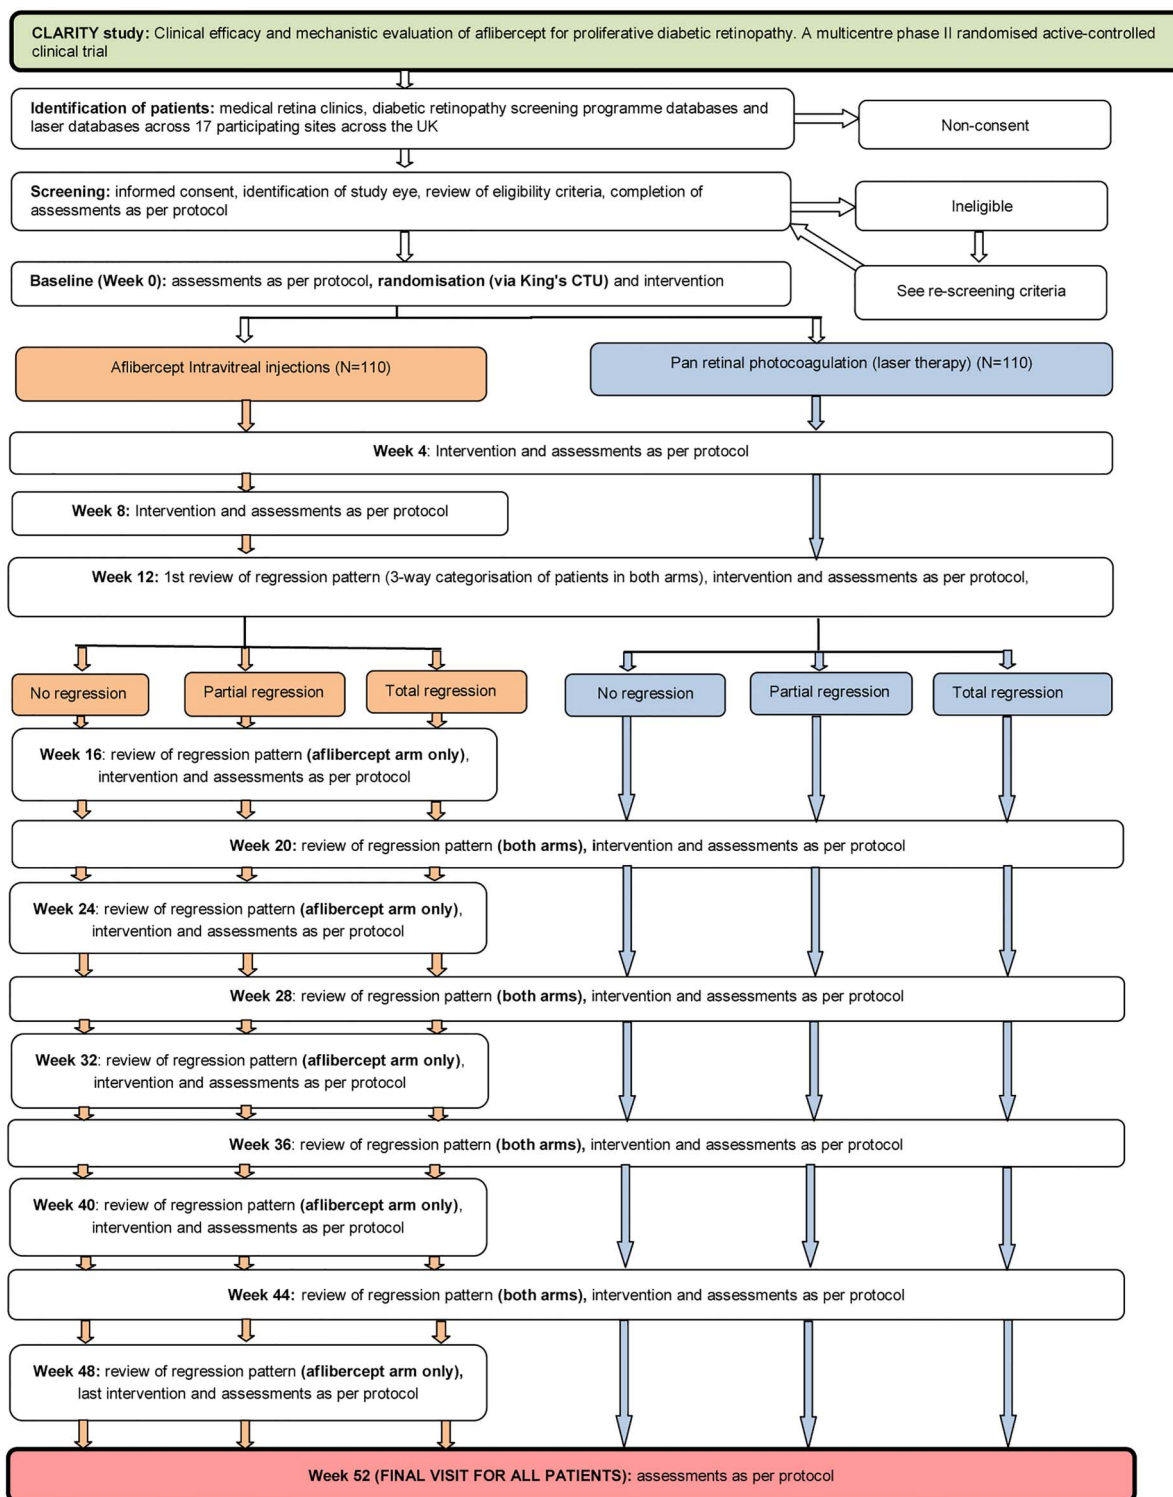 CLARITY study: Clinical efficacy and mechanistic evaluation of aflibercept for proliferative diabetic retinopathy. A multicentre phase II randomised active-controlled
clinical trial
Identification of patients: medical retina clinics, diabetic retinopathy screening programme databases and
laser databases across 17 participating sites across the UK
Non-consent
Screening: informed consent, identification of study eye, review of eligibility criteria, completion of
assessments as per protocol
Ineligible
Baseline (Week 0): assessments as per protocol, randomisation (via King's CTU) and intervention
See re-screening criteria
Aflibercept Intravitreal injections (N=110)
Pan retinal photocoagulation (laser therapy) (N=110)
Week 4: Intervention and assessments as per protocol
Week 8: Intervention and assessments as per protocol
Week 12: 1st review of regression pattern (3-way categorisation of patients in both arms), intervention and assessments as per protocol,
No regression
Partial regression
Total regression
No regression
Partial regression
Total regression
Week 16: review of regression pattern (aflibercept arm only),
intervention and assessments as per protocol
Week 20: review of regression pattern (both arms), intervention and assessments as per protocol
Week 24: review of regression pattern (aflibercept arm only),
intervention and assessments as per protocol
Week 28: review of regression pattern (both arms), intervention and assessments as per protocol
Week 32: review of regression pattern (aflibercept arm only),
intervention and assessments as per protocol
Week 36: review of regression pattern (both arms), intervention and assessments as per protocol
Week 40: review of regression pattern (aflibercept arm only),
intervention and assessments as per protocol
Week 44: review of regression pattern (both arms), intervention and assessments as per protocol
Week 48: review of regression pattern (aflibercept arm only),
last intervention and assessments as per protocol
Week 52 (FINAL VISIT FOR ALL PATIENTS): assessments as per protocol